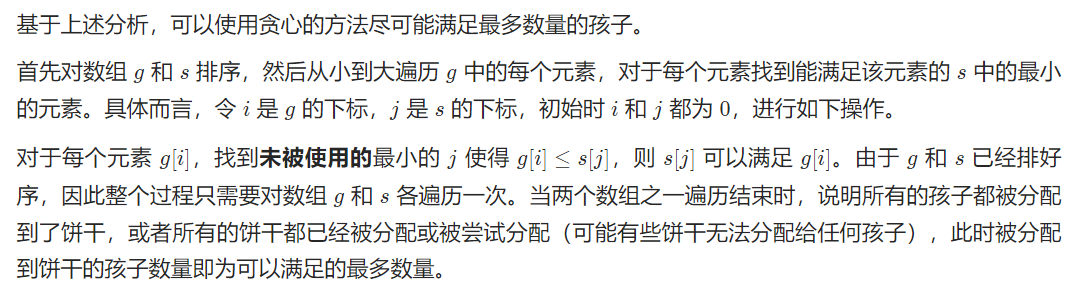 基于上述分析，可以使用贪心的方法尽可能满足最多数量的孩子。
首先对数组 g 和 s 排序，然后从小到大遍历 g 中的每个元素，对于每个元素找到能满足该元素的 s 中的最小
的元素。具体而言，令 i 是 g 的下标，j 是 s 的下标，初始时 i 和 j 都为 0，进行如下操作。
对于每个元素 g[i]，找到未被使用的最小的 j 使得 g[i] ≤ s[j]，则 s[j] 可以满足 g[i]。由于 g 和 s 已经排好
序，因此整个过程只需要对数组 g 和 s 各遍历一次。当两个数组之一遍历结束时，说明所有的孩子都被分配
到了饼干，或者所有的饼干都已经被分配或被尝试分配（可能有些饼干无法分配给任何孩子），此时被分配
到饼干的孩子数量即为可以满足的最多数量。